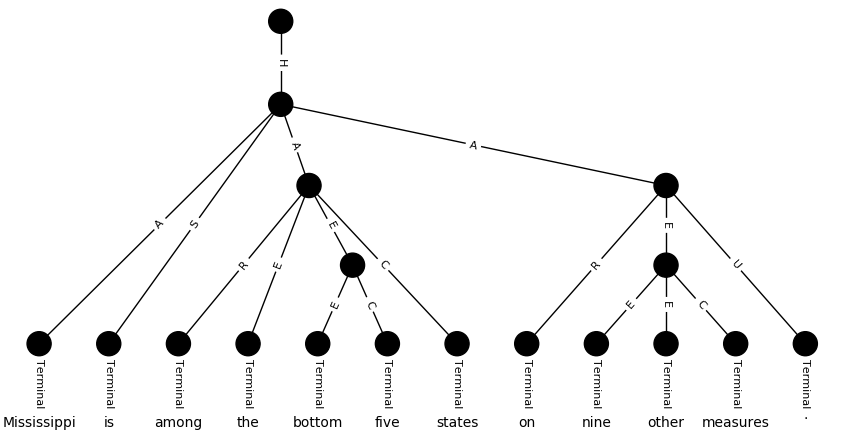 H
A
A
A
S
E
E
R
E
C
R
U
E
C
E
E
C
Terminal Terminal Terminal Terminal Terminal Terminal Terminal Terminal Terminal Terminal Terminal Terminal
Mississippi is among the bottom five states on nine other measures .